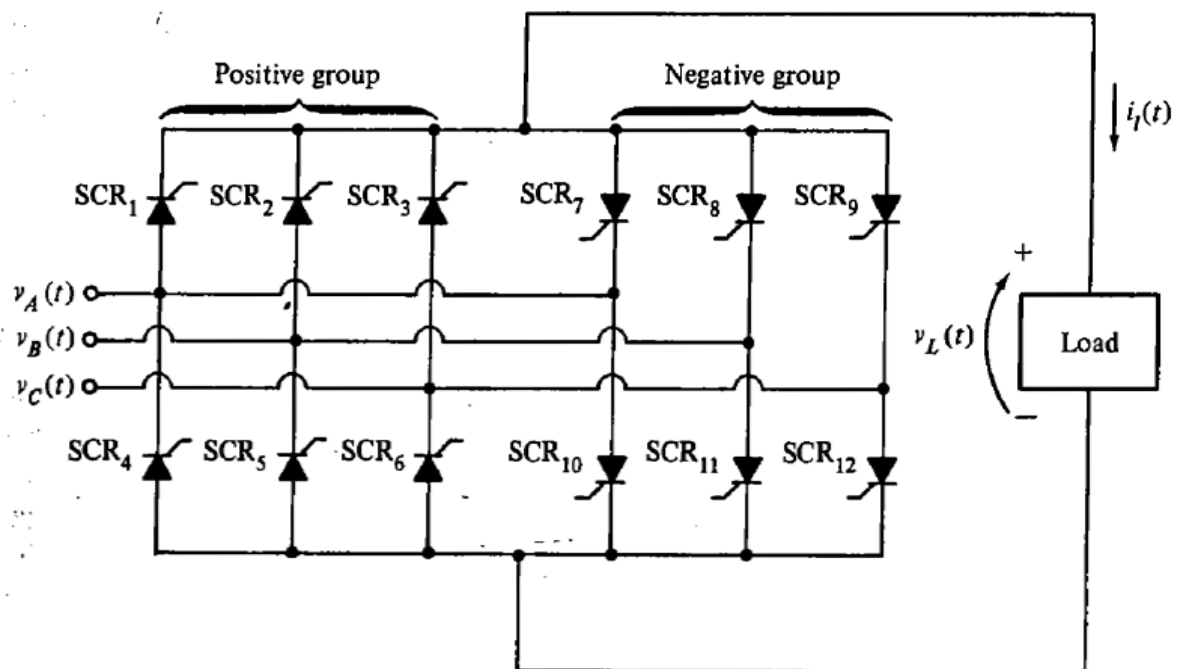 Positive group
Negative group
i_l(t)
SCR₁
SCR₂
SCR₃
SCR₇
SCR₈
SCR₉
v_A(t)
v_B(t)
v_C(t)
+
v_L(t)
Load
−
SCR₄
SCR₅
SCR₆
SCR₁₀
SCR₁₁
SCR₁₂